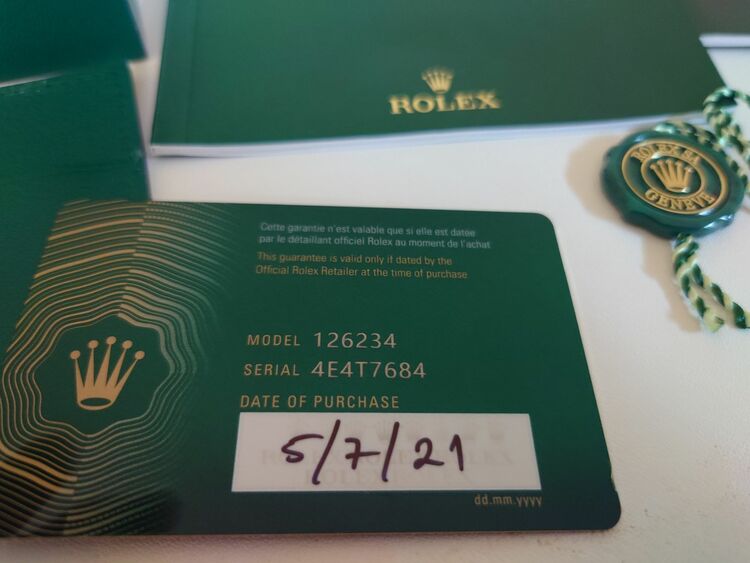 ROLEX
ROLEX SA
GENEVE
Cette garantie n'est valable que si elle est datée
par le détaillant officiel Rolex au moment de l'achat
This guarantee is valid only if dated by the
Official Rolex Retailer at the time of purchase
MODEL 126234
SERIAL 4E4T7684
DATE OF PURCHASE
5/7/21
dd.mm.yyyy